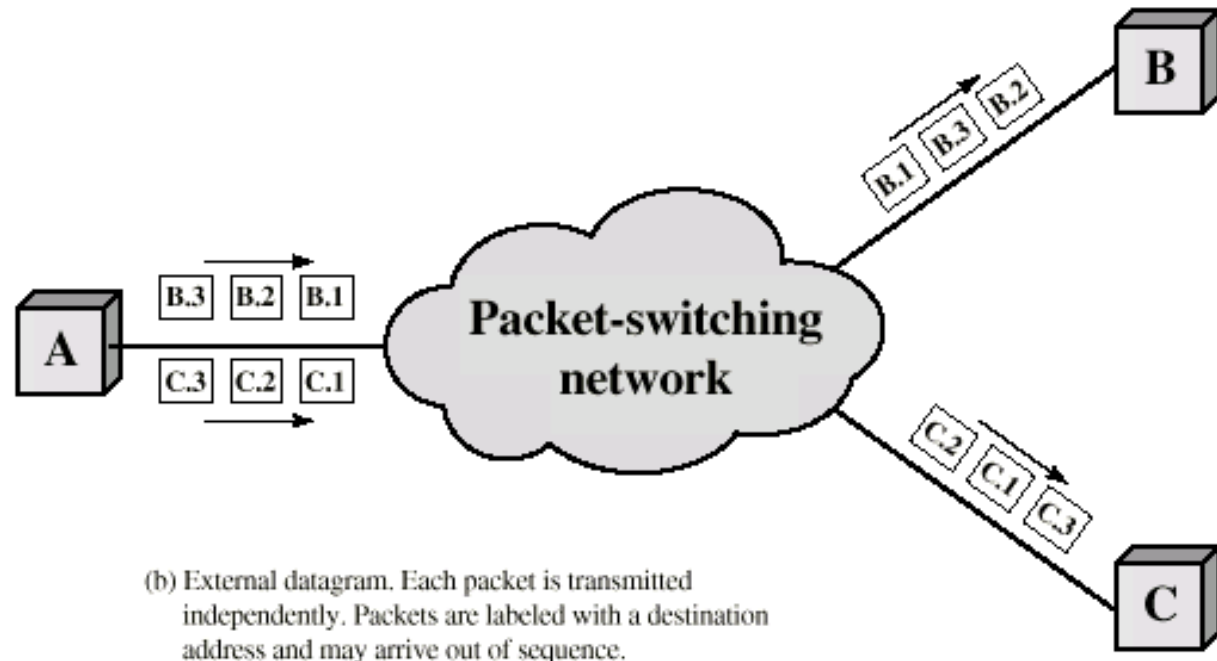 B
B.1 B.3 B.2
B.3 B.2 B.1
A
Packet-switching
network
C.3 C.2 C.1
C.2 C.1 C.3
C
(b) External datagram. Each packet is transmitted
independently. Packets are labeled with a destination
address and may arrive out of sequence.